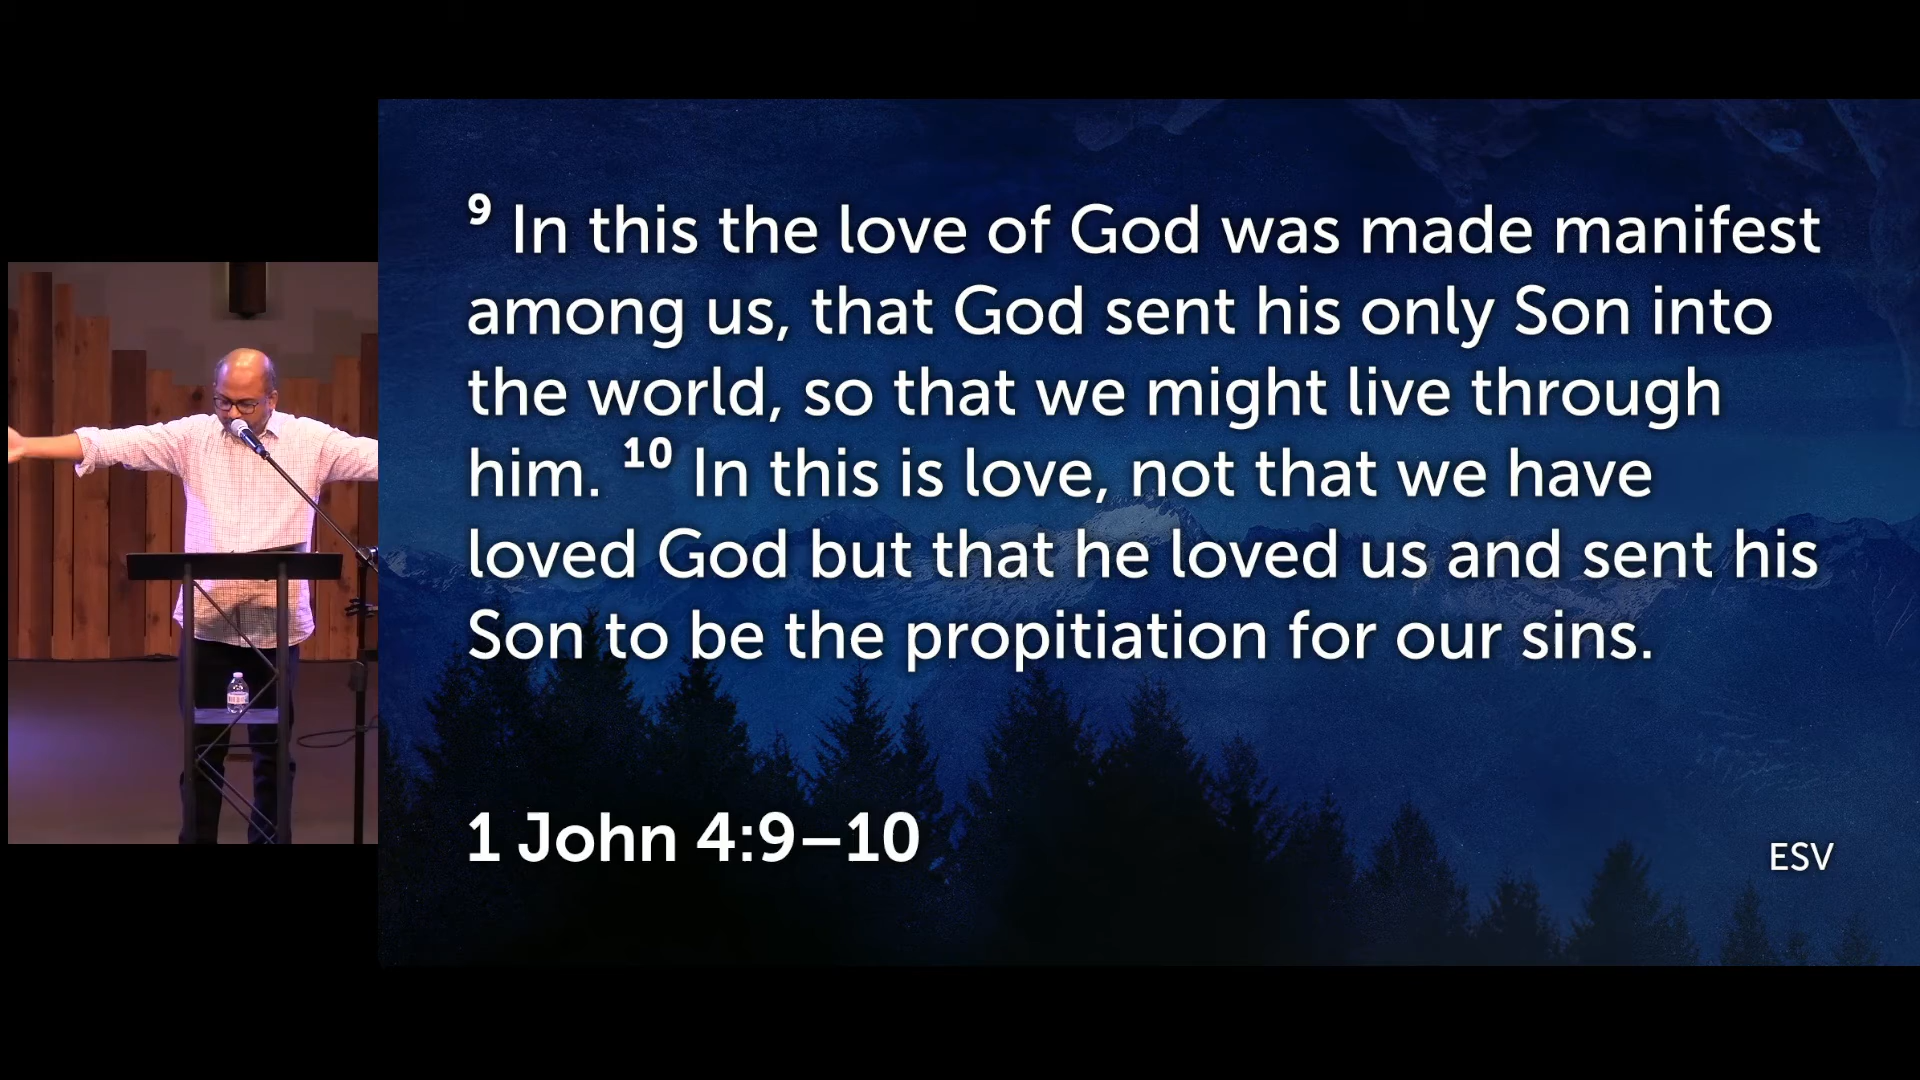 9 In this the love of God was made manifest
among us, that God sent his only Son into
the world, so that we might live through
him. 10 In this is love, not that we have
loved God but that he loved us and sent his
Son to be the propitiation for our sins.
1 John 4:9–10
ESV